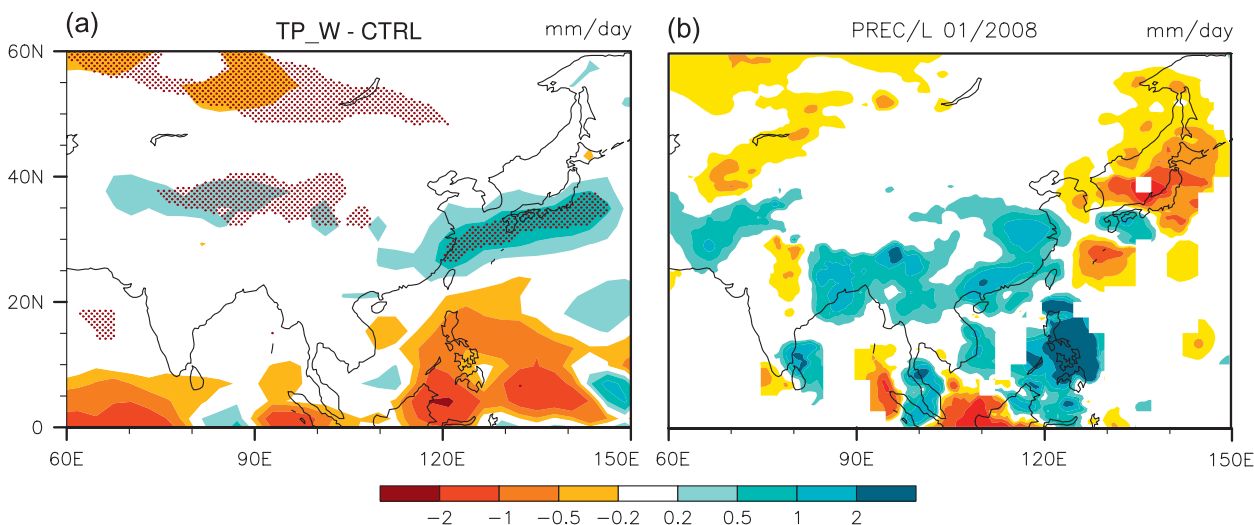 (a) TP_W - CTRL mm/day
(b) PREC/L 01/2008 mm/day
60N
40N
20N
0
60E 90E 120E 150E
60E 90E 120E 150E
−2 −1 −0.5 −0.2 0.2 0.5 1 2